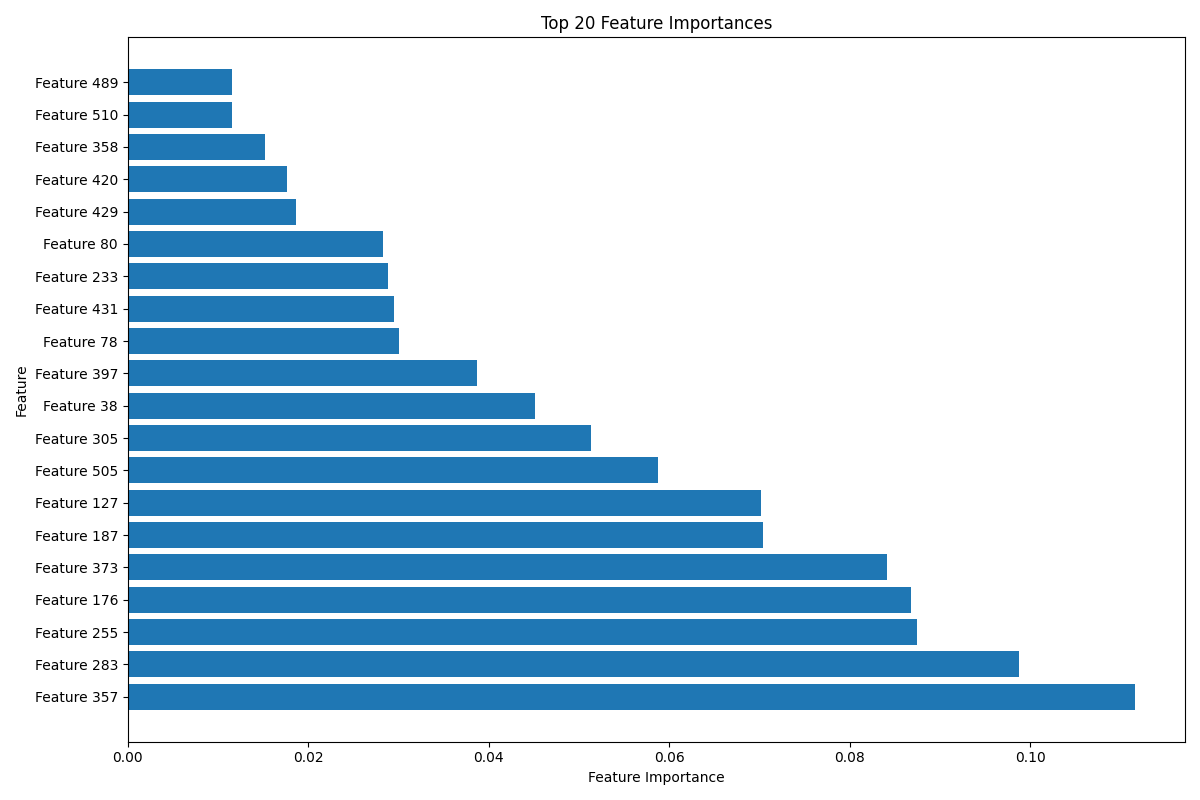 Top 20 Feature Importances
Feature 489
Feature 510
Feature 358
Feature 420
Feature 429
Feature 80
Feature 233
Feature 431
Feature 78
Feature 397
Feature 38
Feature 305
Feature 505
Feature 127
Feature 187
Feature 373
Feature 176
Feature 255
Feature 283
Feature 357
Feature
0.00 0.02 0.04 0.06 0.08 0.10
Feature Importance